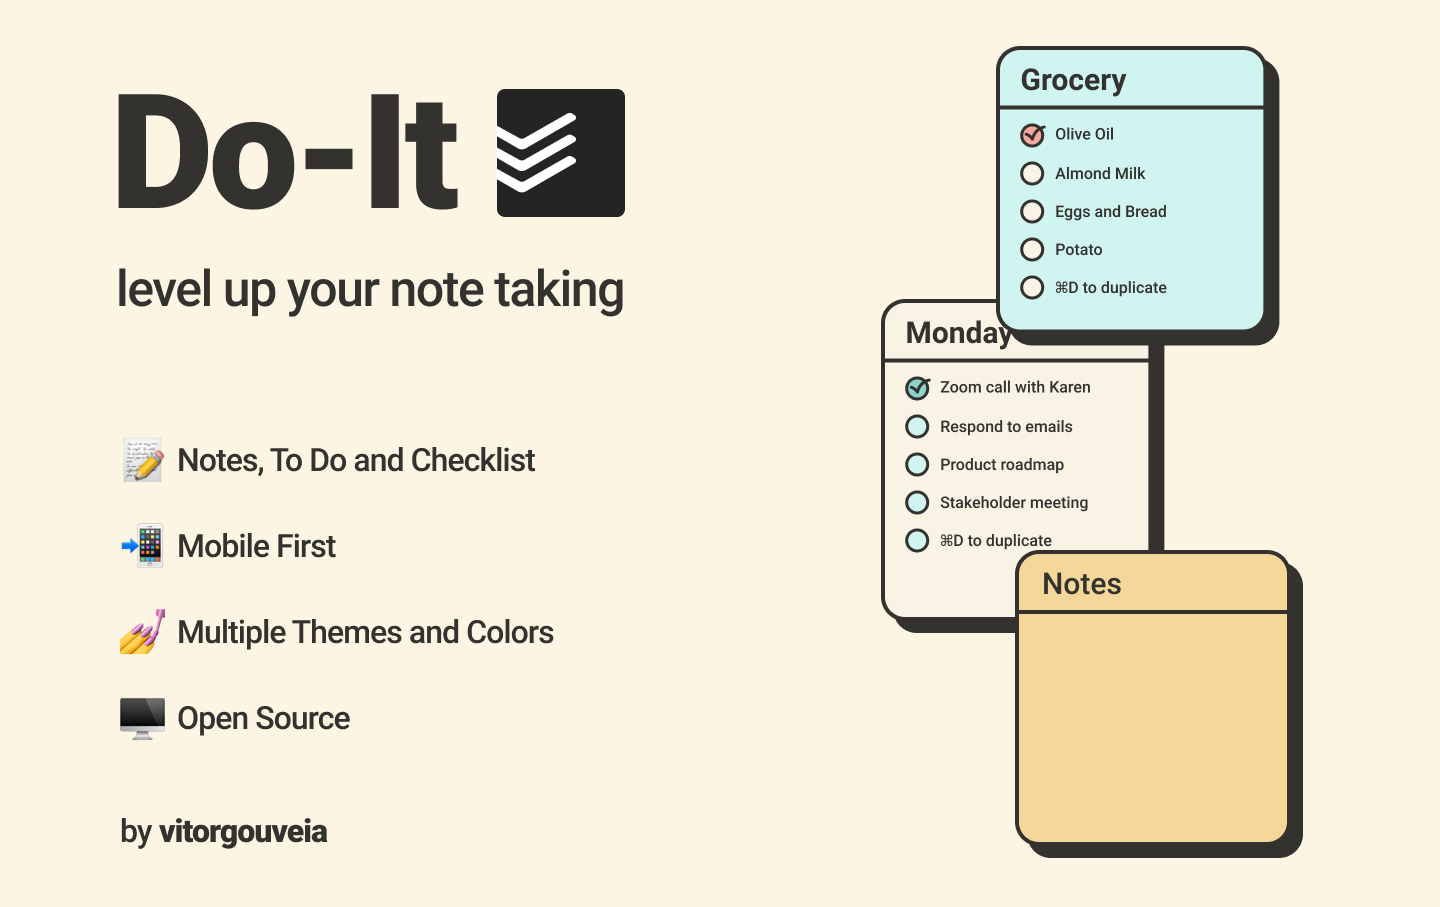 Do-It
level up your note taking
Notes, To Do and Checklist
Mobile First
Multiple Themes and Colors
Open Source
by vitorgouveia
Grocery
Olive Oil
Almond Milk
Eggs and Bread
Potato
⌘D to duplicate
Monday
Zoom call with Karen
Respond to emails
Product roadmap
Stakeholder meeting
⌘D to duplicate
Notes